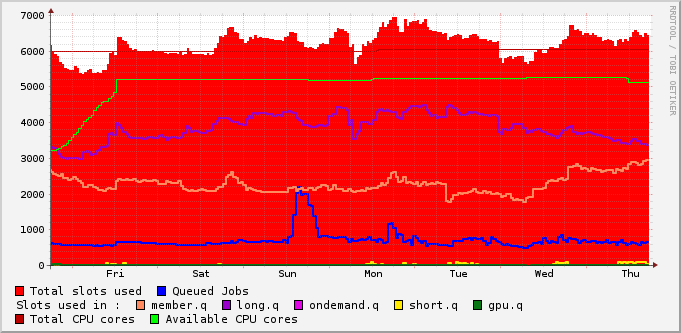 7000
6000
5000
4000
3000
2000
1000
0
Fri Sat Sun Mon Tue Wed Thu
Total slots used Queued Jobs
Slots used in : member.q long.q ondemand.q short.q gpu.q
Total CPU cores Available CPU cores
RRDTOOL / TOBI OETIKER